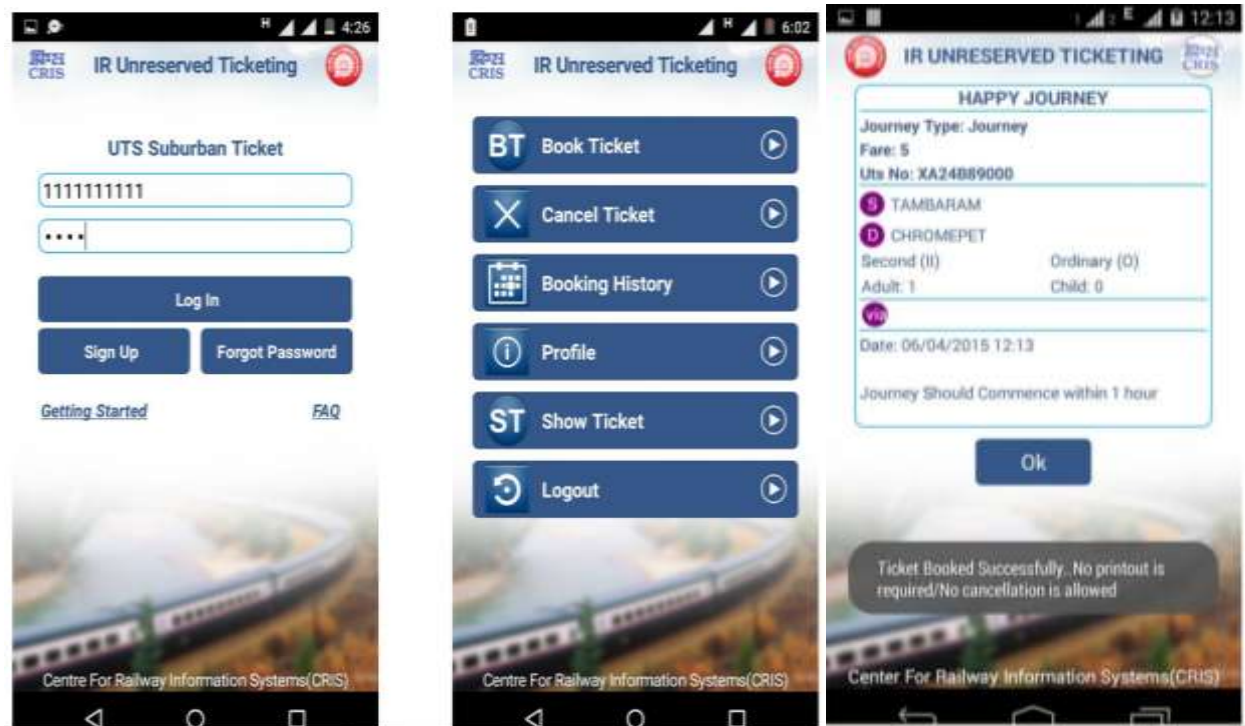 H 4:26
क्रिस
CRIS
IR Unreserved Ticketing
UTS Suburban Ticket
1111111111
••••
Log In
Sign Up
Forgot Password
Getting Started
FAQ
Centre For Railway Information Systems(CRIS)
H 6:02
क्रिस
CRIS
IR Unreserved Ticketing
BT Book Ticket
Cancel Ticket
Booking History
Profile
ST Show Ticket
Logout
Centre For Railway Information Systems(CRIS)
1 2 E 12:13
IR UNRESERVED TICKETING
क्रिस
CRIS
HAPPY JOURNEY
Journey Type: Journey
Fare: 5
Uts No: XA24B89000
S TAMBARAM
D CHROMEPET
Second (II) Ordinary (O)
Adult: 1 Child: 0
via
Date: 06/04/2015 12:13
Journey Should Commence within 1 hour
Ok
Ticket Booked Successfully. No printout is
required/No cancellation is allowed
Center For Railway Information Systems(CRIS)